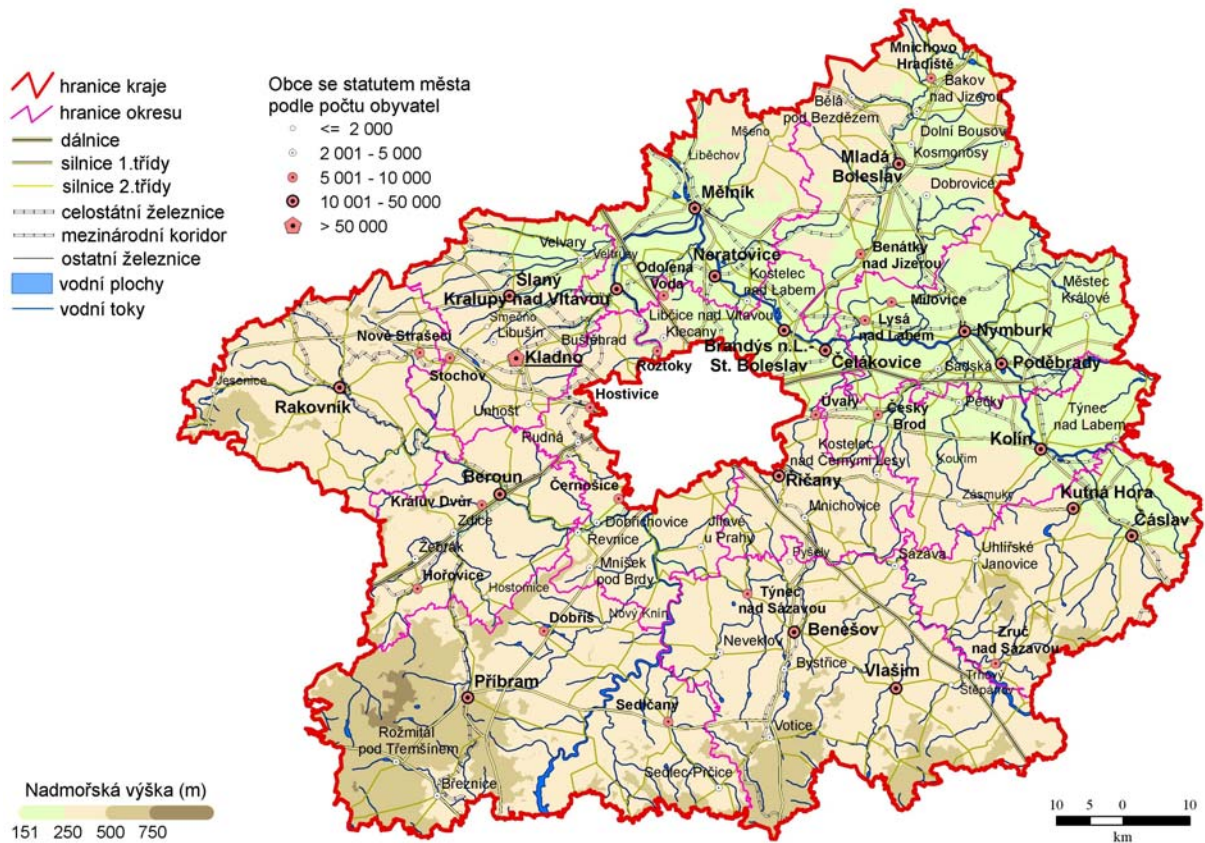 hranice kraje
hranice okresu
dálnice
silnice 1.třídy
silnice 2.třídy
celostátní železnice
mezinárodní koridor
ostatní železnice
vodní plochy
vodní toky
Obce se statutem města
podle počtu obyvatel
<= 2 000
2 001 - 5 000
5 001 - 10 000
10 001 - 50 000
> 50 000
Mnichovo
Hradiště
Bakov
nad Jizerou
Bělá
pod Bezdězem
Dolní Bousov
Mšeno
Kosmonosy
Liběchov
Mladá
Boleslav
Dobrovice
Mělník
Velvary
Veltrusy
Benátky
nad Jizerou
Neratovice
Odolena
Voda
Kostelec
nad Labem
Městec
Králové
Slaný
Kralupy nad Vltavou
Milovice
Smečno
Libušín
Libčice nad Vltavou
Klecany
Lysá
nad Labem
Nymburk
Nové Strašecí
Buštěhrad
Brandýs n.L.-
St. Boleslav
Čelákovice
Kladno
Roztoky
Sadská
Poděbrady
Stochov
Jesenice
Rakovník
Hostivice
Unhošť
Úvaly
Český
Brod
Pečky
Týnec
nad Labem
Rudná
Kolín
Kostelec
nad Černými Lesy
Kouřim
Beroun
Říčany
Černošice
Zásmuky
Kutná Hora
Králův Dvůr
Mnichovice
Čáslav
Zdice
Dobřichovice
Řevnice
Jílové
u Prahy
Žebrák
Pyšely
Sázava
Uhlířské
Janovice
Mníšek
pod Brdy
Hořovice
Hostomice
Týnec
nad Sázavou
Nový Knín
Dobříš
Benešov
Neveklov
Zruč
nad Sázavou
Bystřice
Vlašim
Trhový
Štěpánov
Příbram
Sedlčany
Votice
Rožmitál
pod Třemšínem
Sedlec-Prčice
Březnice
Nadmořská výška (m)
151 250 500 750
10 5 0 10
km